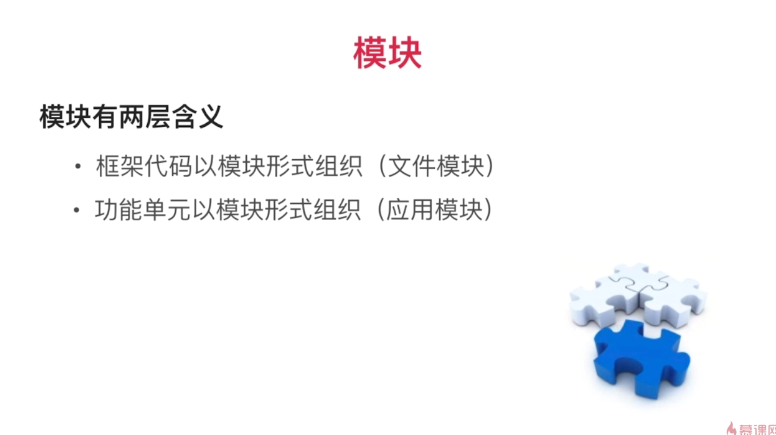 模块
模块有两层含义
• 框架代码以模块形式组织（文件模块）
• 功能单元以模块形式组织（应用模块）
慕课网